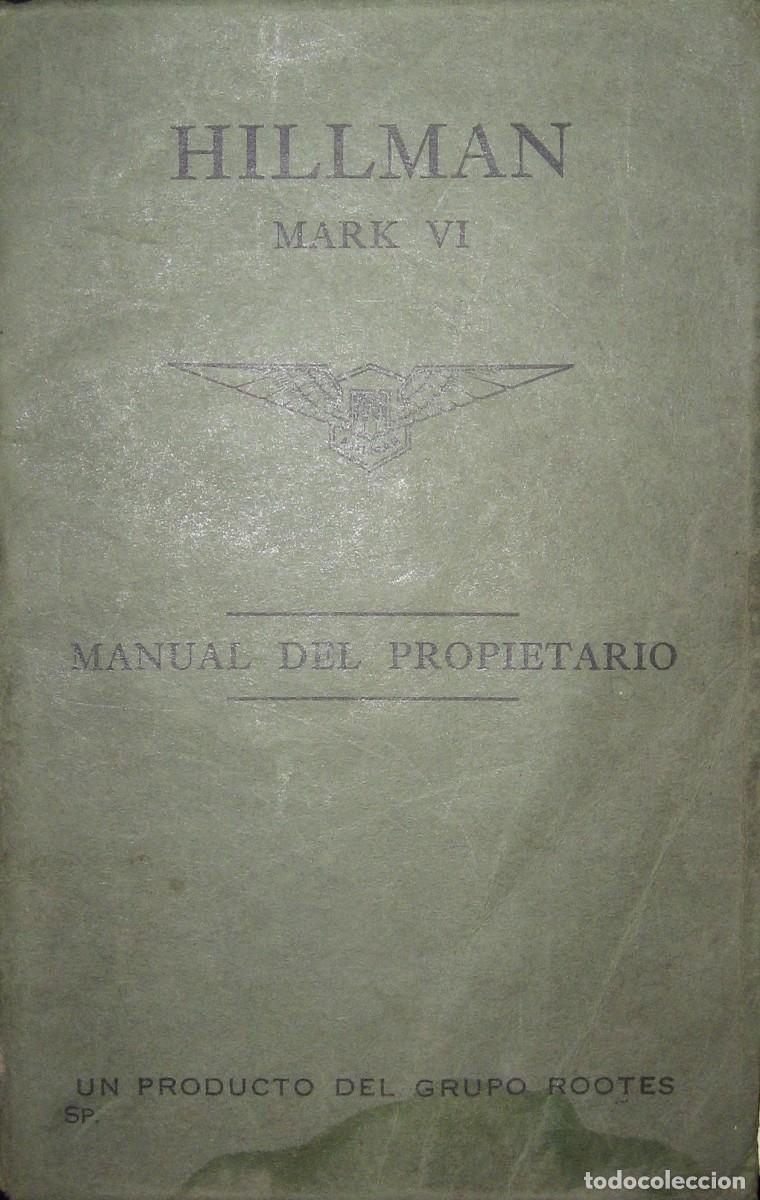 HILLMAN
MARK VI
MANUAL DEL PROPIETARIO
UN PRODUCTO DEL GRUPO ROOTES
SP.
todocoleccion